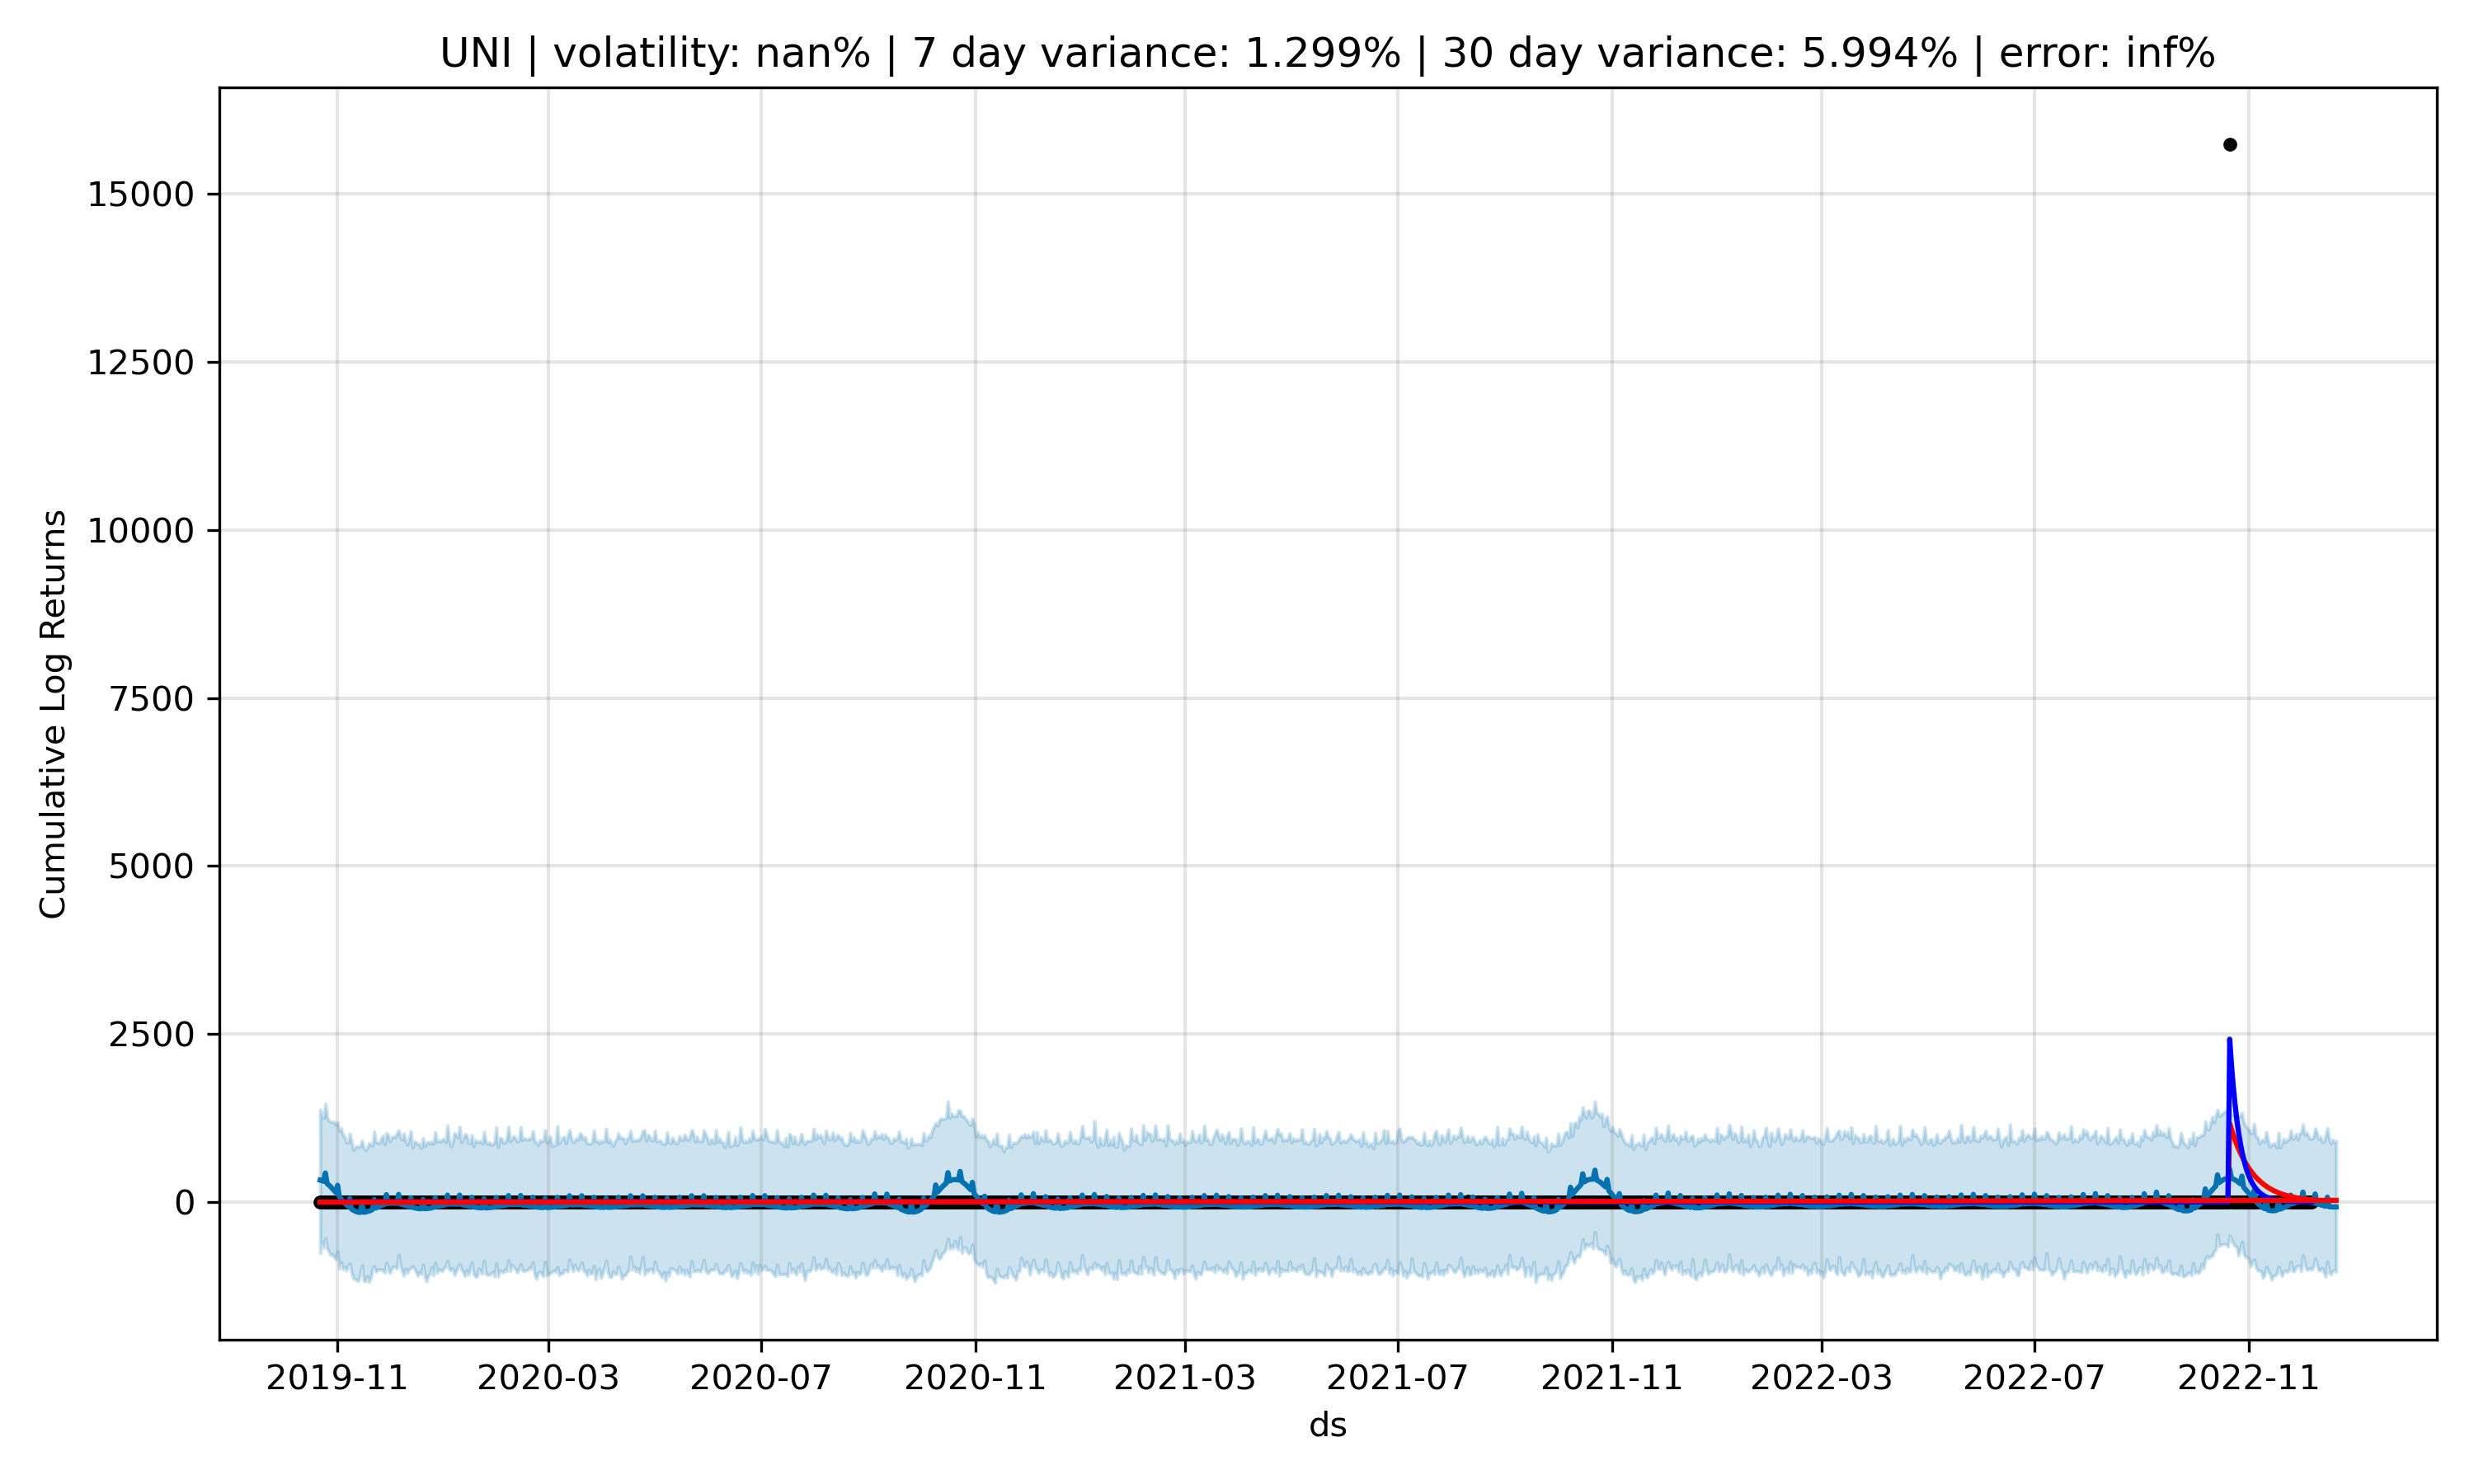 UNI | volatility: nan% | 7 day variance: 1.299% | 30 day variance: 5.994% | error: inf%
Cumulative Log Returns
15000
12500
10000
7500
5000
2500
0
2019-11 2020-03 2020-07 2020-11 2021-03 2021-07 2021-11 2022-03 2022-07 2022-11
ds